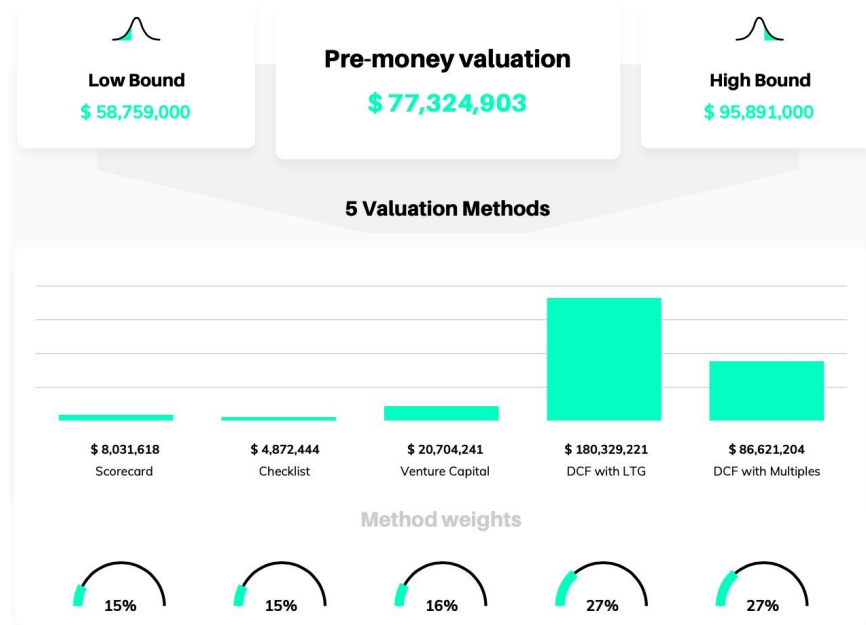 Low Bound
$ 58,759,000
Pre-money valuation
$ 77,324,903
High Bound
$ 95,891,000
5 Valuation Methods
$ 8,031,618
Scorecard
$ 4,872,444
Checklist
$ 20,704,241
Venture Capital
$ 180,329,221
DCF with LTG
$ 86,621,204
DCF with Multiples
Method weights
15%
15%
16%
27%
27%